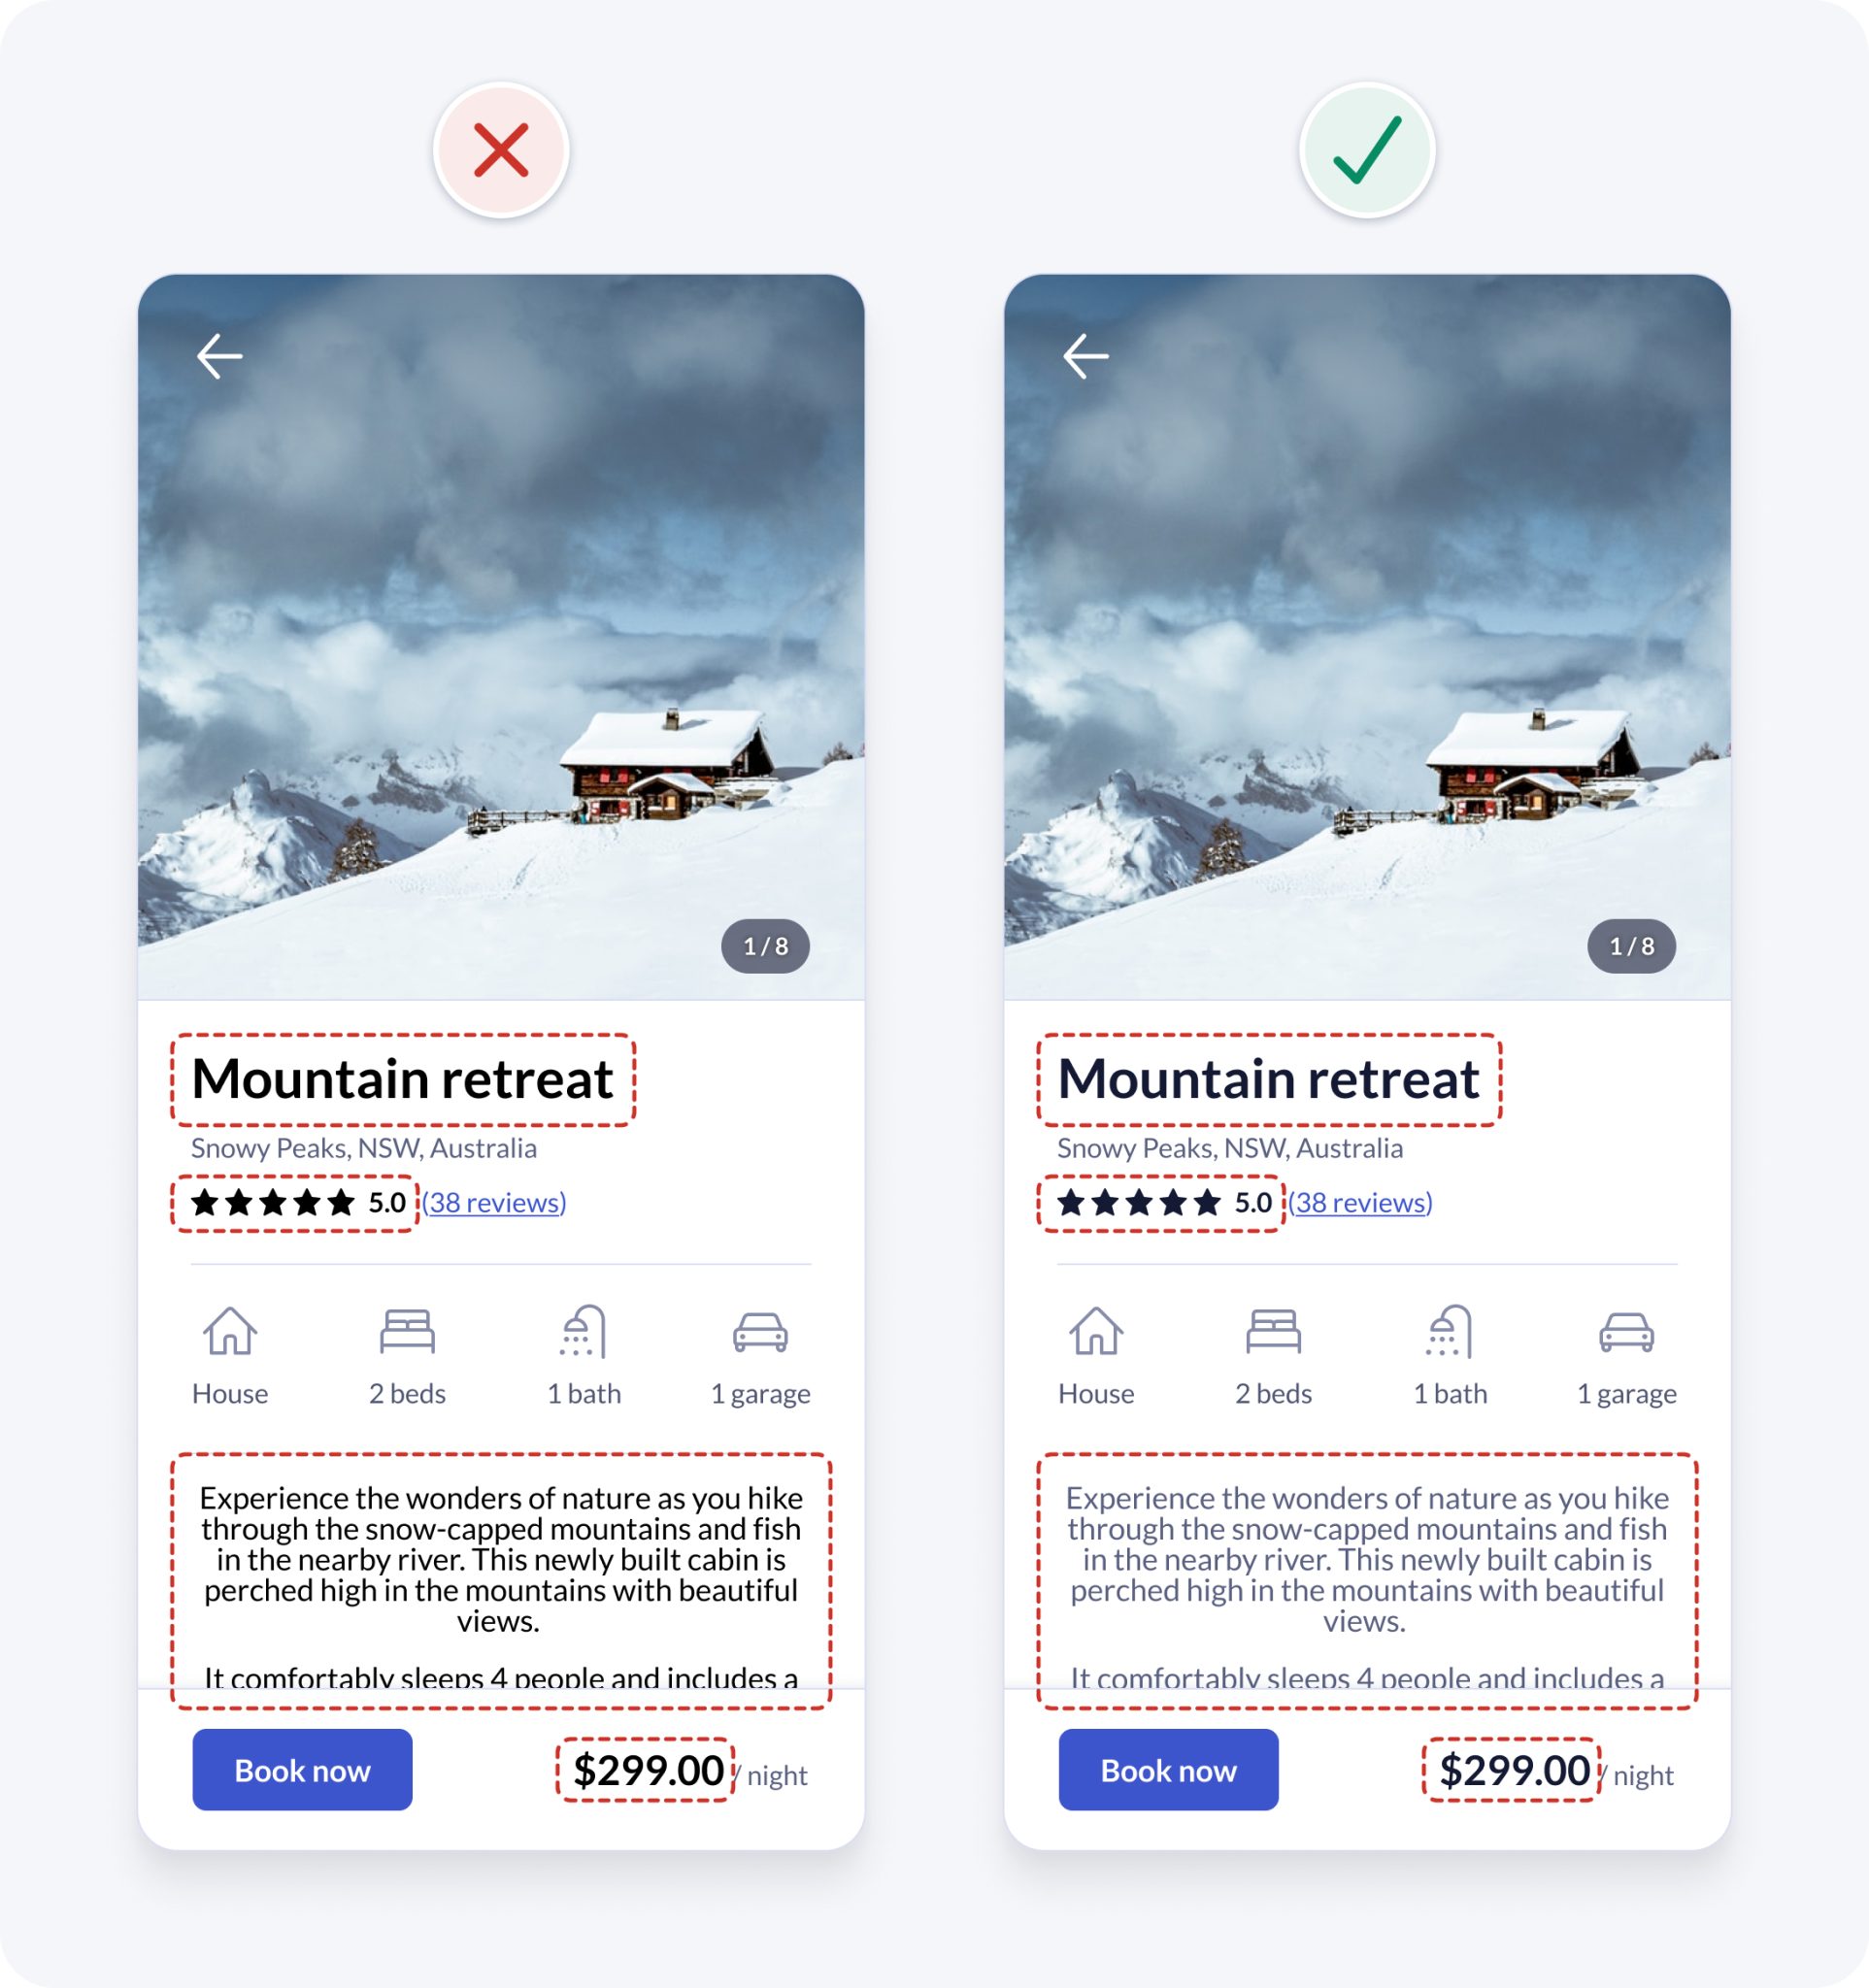 1 / 8
Mountain retreat
Snowy Peaks, NSW, Australia
5.0 (38 reviews)
House 2 beds 1 bath 1 garage
Experience the wonders of nature as you hike
through the snow-capped mountains and fish
in the nearby river. This newly built cabin is
perched high in the mountains with beautiful
views.
It comfortably sleeps 4 people and includes a
Book now $299.00 / night
1 / 8
Mountain retreat
Snowy Peaks, NSW, Australia
5.0 (38 reviews)
House 2 beds 1 bath 1 garage
Experience the wonders of nature as you hike
through the snow-capped mountains and fish
in the nearby river. This newly built cabin is
perched high in the mountains with beautiful
views.
It comfortably sleeps 4 people and includes a
Book now $299.00 / night